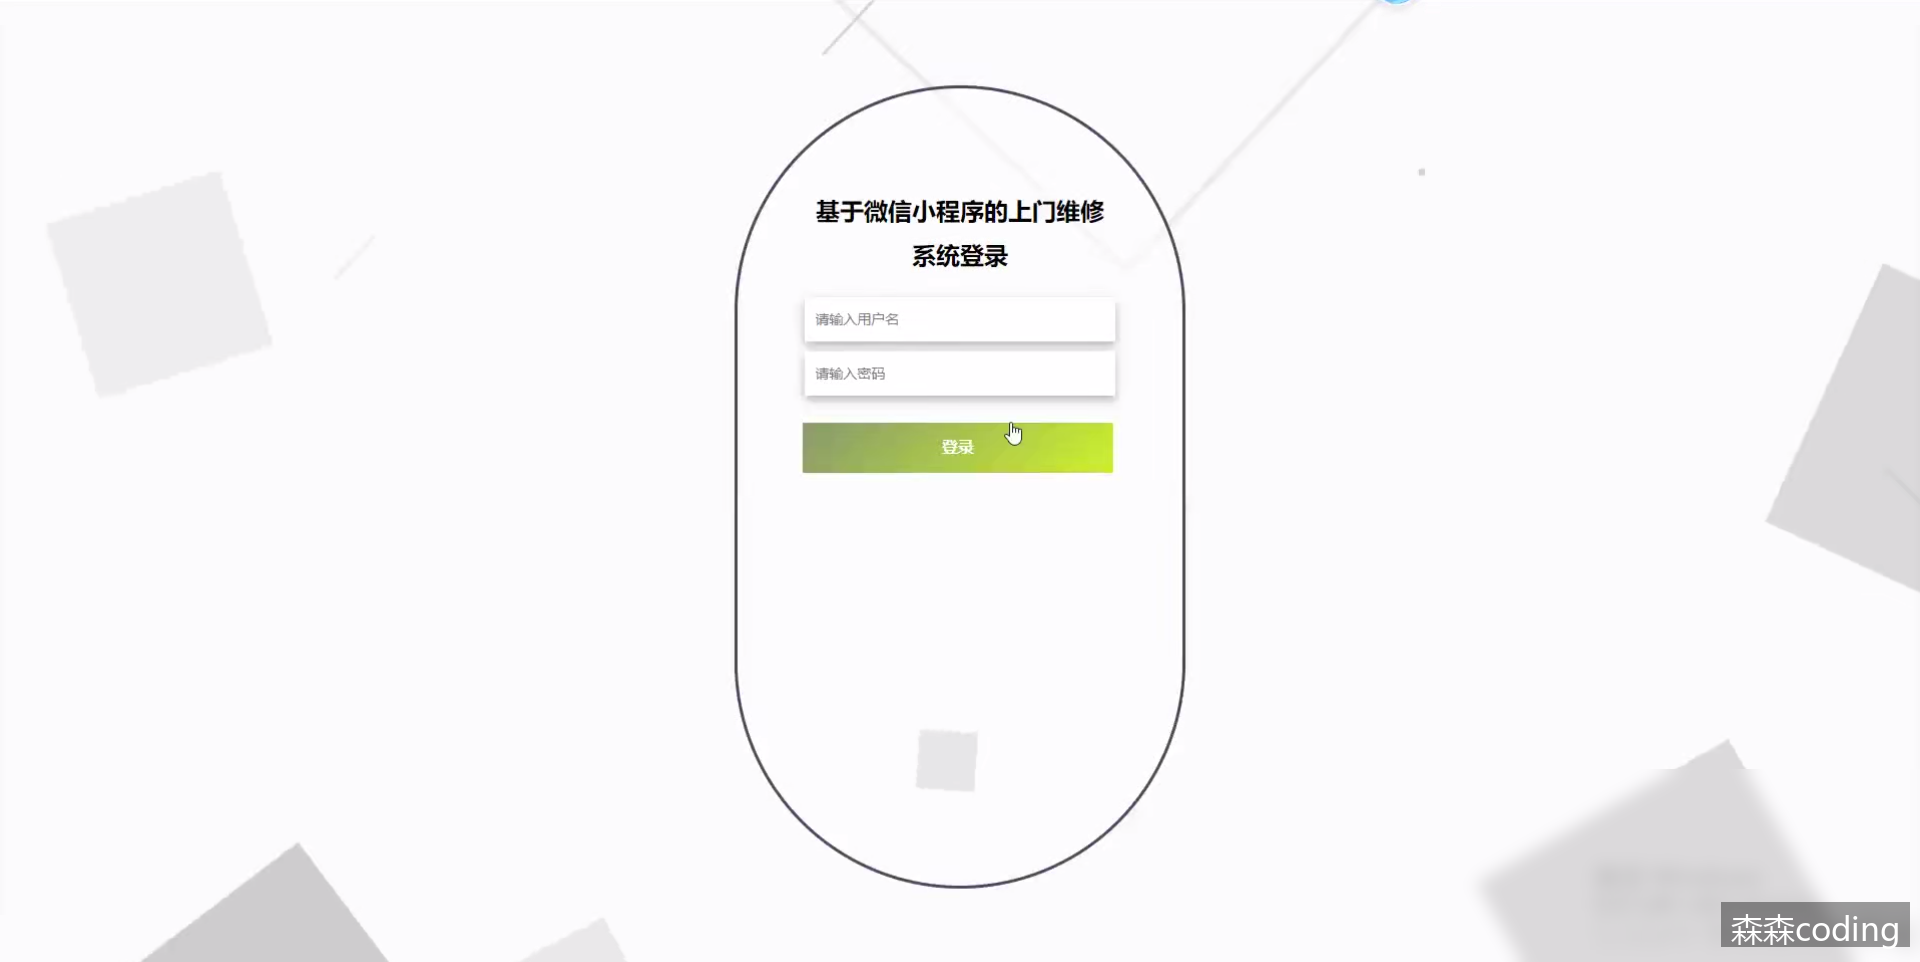 基于微信小程序的上门维修
系统登录
请输入用户名
请输入密码
登录
森森coding